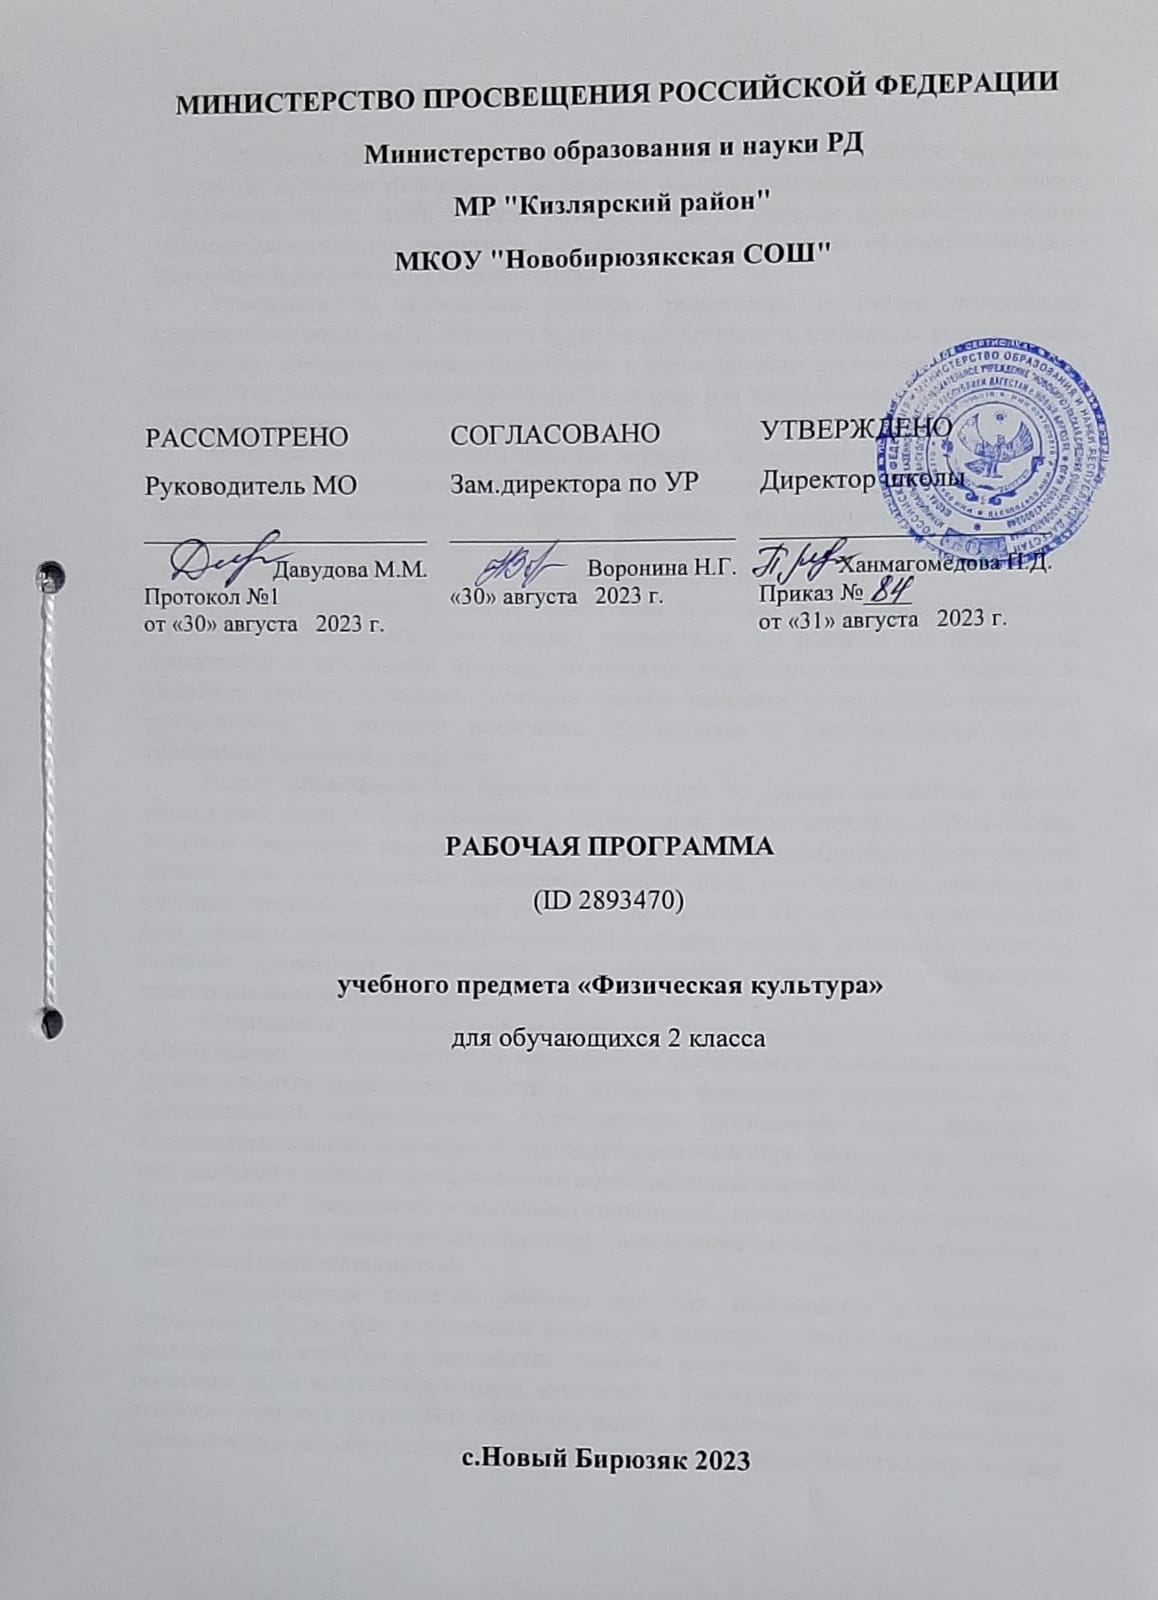 МИНИСТЕРСТВО ПРОСВЕЩЕНИЯ РОССИЙСКОЙ ФЕДЕРАЦИИ
Министерство образования и науки РД
МР "Кизлярский район"
МКОУ "Новобирюзякская СОШ"
РАССМОТРЕНО
Руководитель МО
Давудова М.М.
Протокол №1
от «30» августа 2023 г.
СОГЛАСОВАНО
Зам.директора по УР
Воронина Н.Г.
«30» августа 2023 г.
УТВЕРЖДЕНО
Директор школы
Ханмагомедова П.Д.
Приказ № 84
от «31» августа 2023 г.
РАБОЧАЯ ПРОГРАММА
(ID 2893470)
учебного предмета «Физическая культура»
для обучающихся 2 класса
с.Новый Бирюзяк 2023